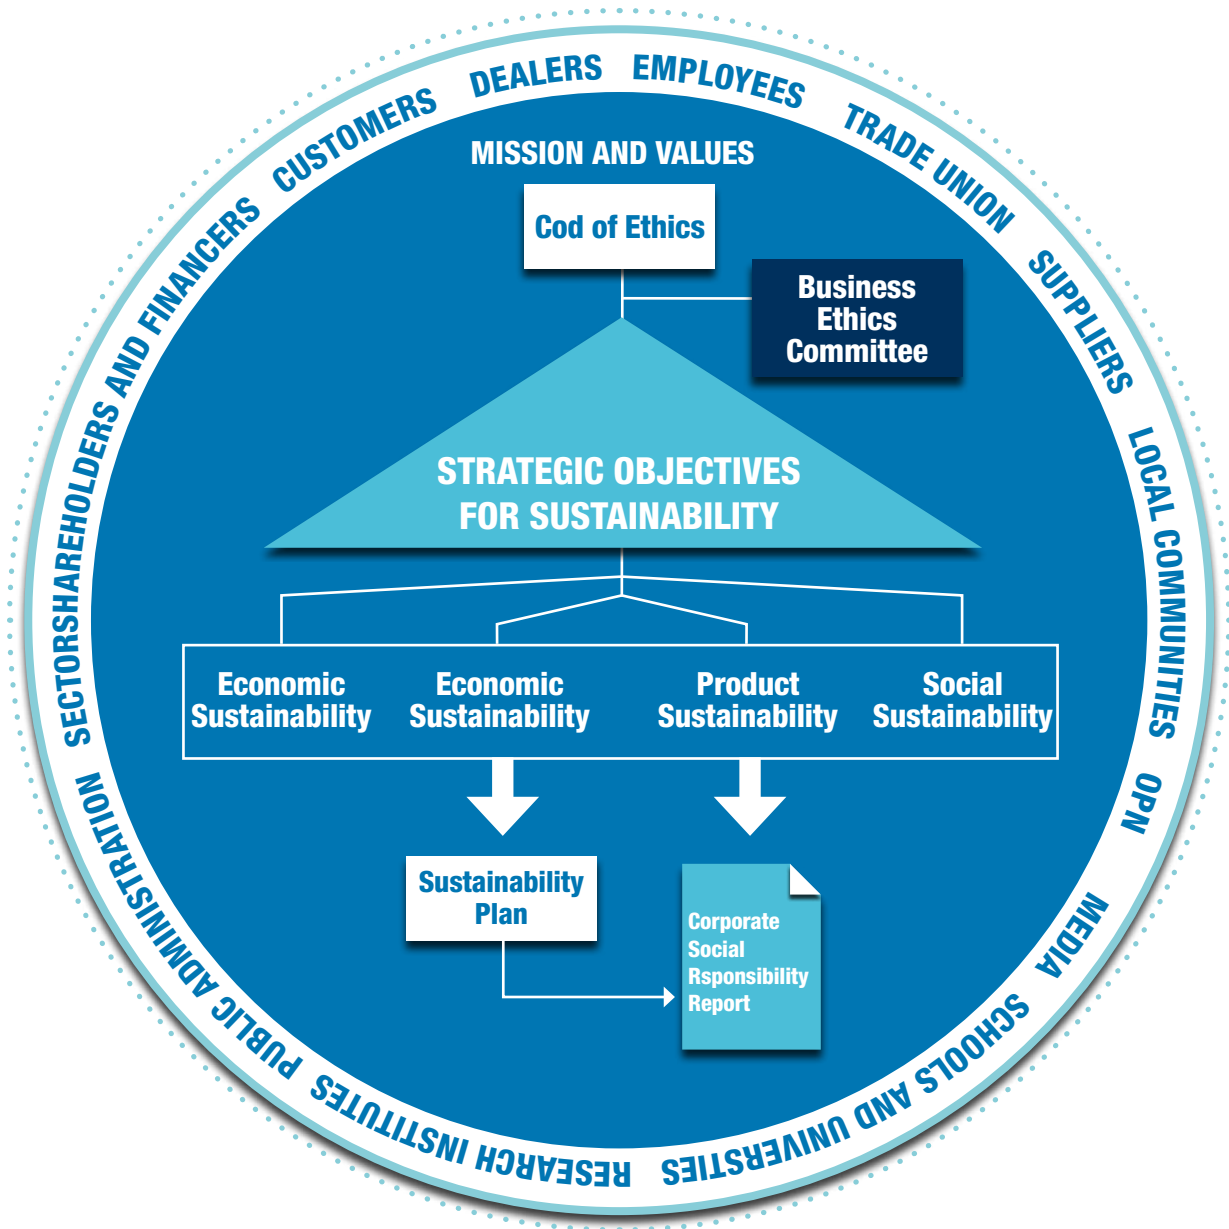 DEALERS
EMPLOYEES
TRADE UNION
SUPPLIERS
LOCAL COMMUNITIES
OPN
MEDIA
SCHOOLS AND UNIVERSTIES
RESEARCH INSTITUTES
PUBLIC ADMINISTRATION
SECTORSHAREHOLDERS AND FINANCERS
CUSTOMERS
MISSION AND VALUES
Cod of Ethics
Business
Ethics
Committee
STRATEGIC OBJECTIVES
FOR SUSTAINABILITY
Economic
Sustainability
Economic
Sustainability
Product
Sustainability
Social
Sustainability
Sustainability
Plan
Corporate
Social
Rsponsibility
Report